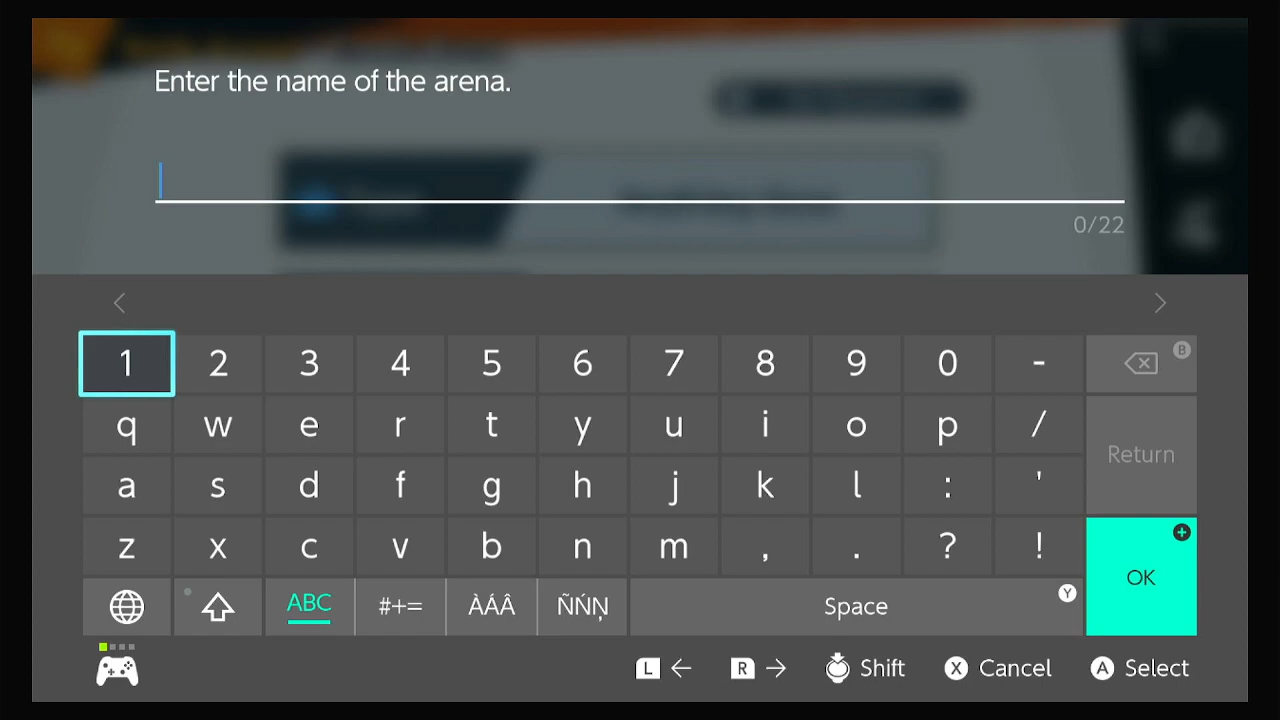 Enter the name of the arena.
0/22
1 2 3 4 5 6 7 8 9 0 -
B
q w e r t y u i o p /
Return
a s d f g h j k l : '
z x c v b n m , . ? !
OK
ABC #+= ÀÁÂ ÑŃŅ Space Y
L ← R → Shift X Cancel A Select